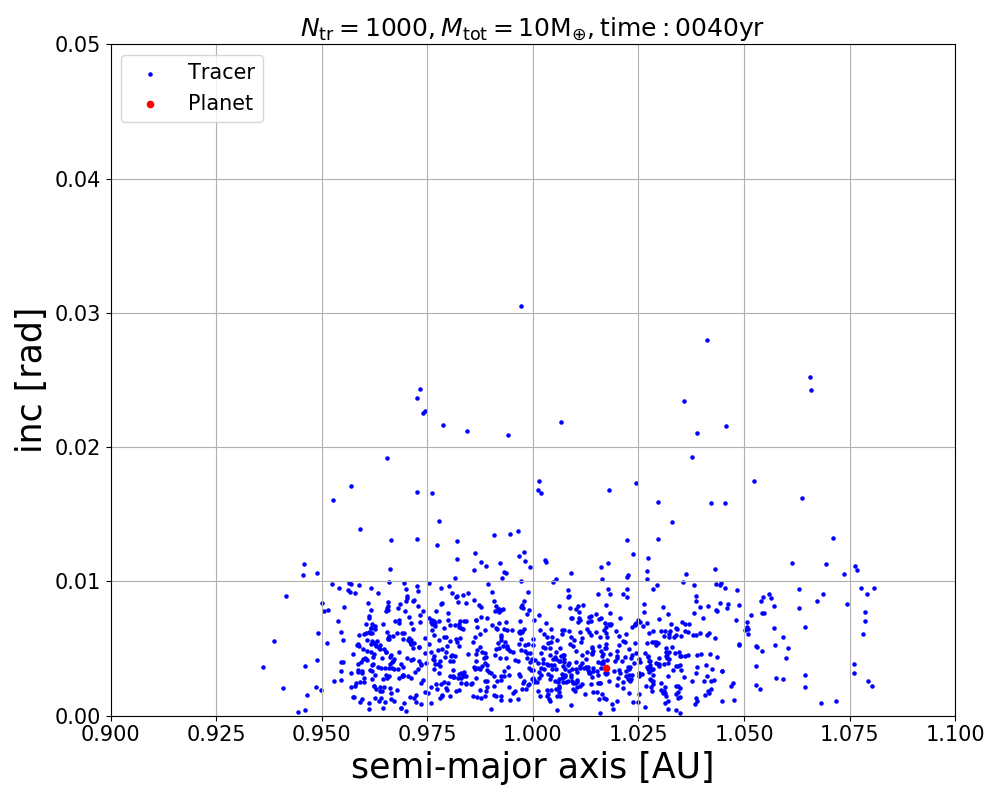 N_tr = 1000, M_tot = 10M_⊕, time : 0040yr
0.05
Tracer
Planet
0.04
0.03
inc [rad]
0.02
0.01
0.00
0.900 0.925 0.950 0.975 1.000 1.025 1.050 1.075 1.100
semi-major axis [AU]